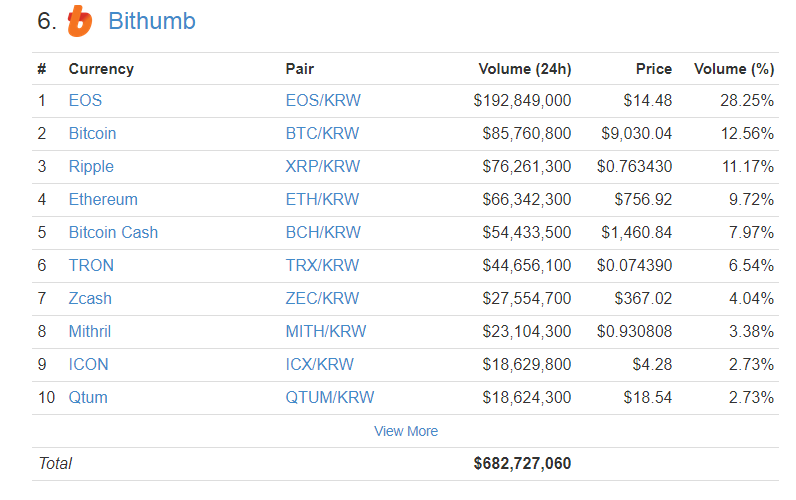 6. Bithumb
# Currency Pair Volume (24h) Price Volume (%)
1 EOS EOS/KRW $192,849,000 $14.48 28.25%
2 Bitcoin BTC/KRW $85,760,800 $9,030.04 12.56%
3 Ripple XRP/KRW $76,261,300 $0.763430 11.17%
4 Ethereum ETH/KRW $66,342,300 $756.92 9.72%
5 Bitcoin Cash BCH/KRW $54,433,500 $1,460.84 7.97%
6 TRON TRX/KRW $44,656,100 $0.074390 6.54%
7 Zcash ZEC/KRW $27,554,700 $367.02 4.04%
8 Mithril MITH/KRW $23,104,300 $0.930808 3.38%
9 ICON ICX/KRW $18,629,800 $4.28 2.73%
10 Qtum QTUM/KRW $18,624,300 $18.54 2.73%
View More
Total $682,727,060